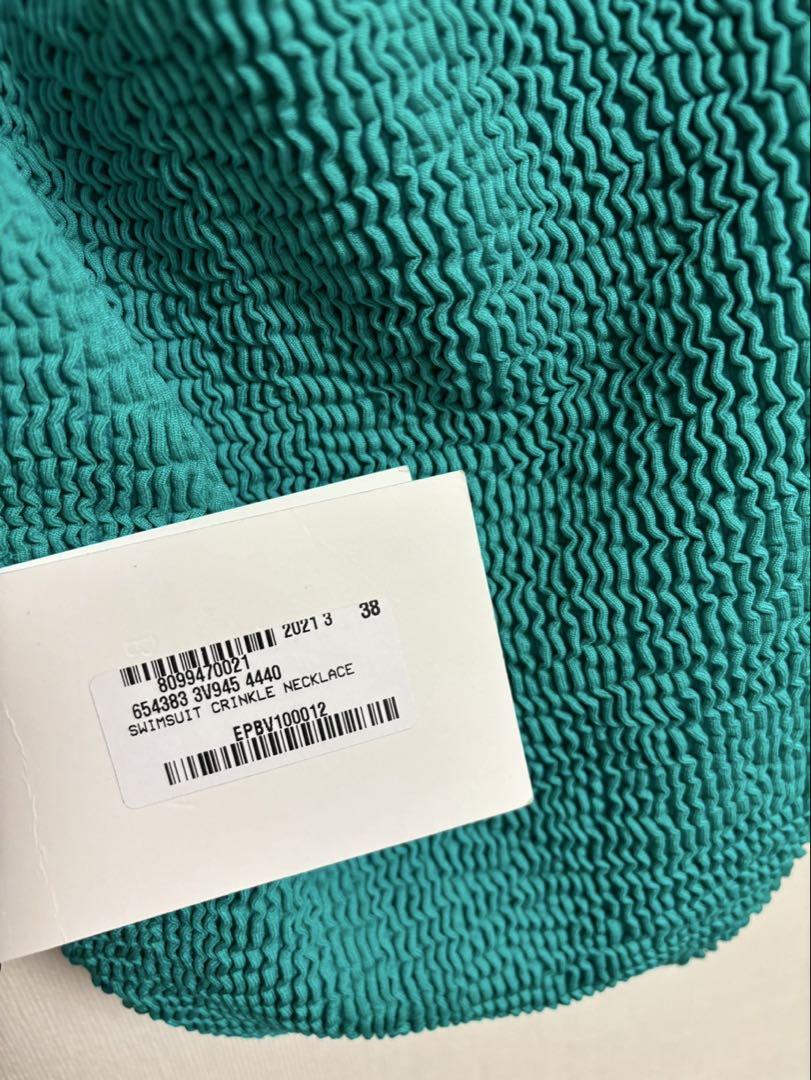 2021 3 38
8099470021
654383 3V945 4440
SWIMSUIT CRINKLE NECKLACE
EPBV100012